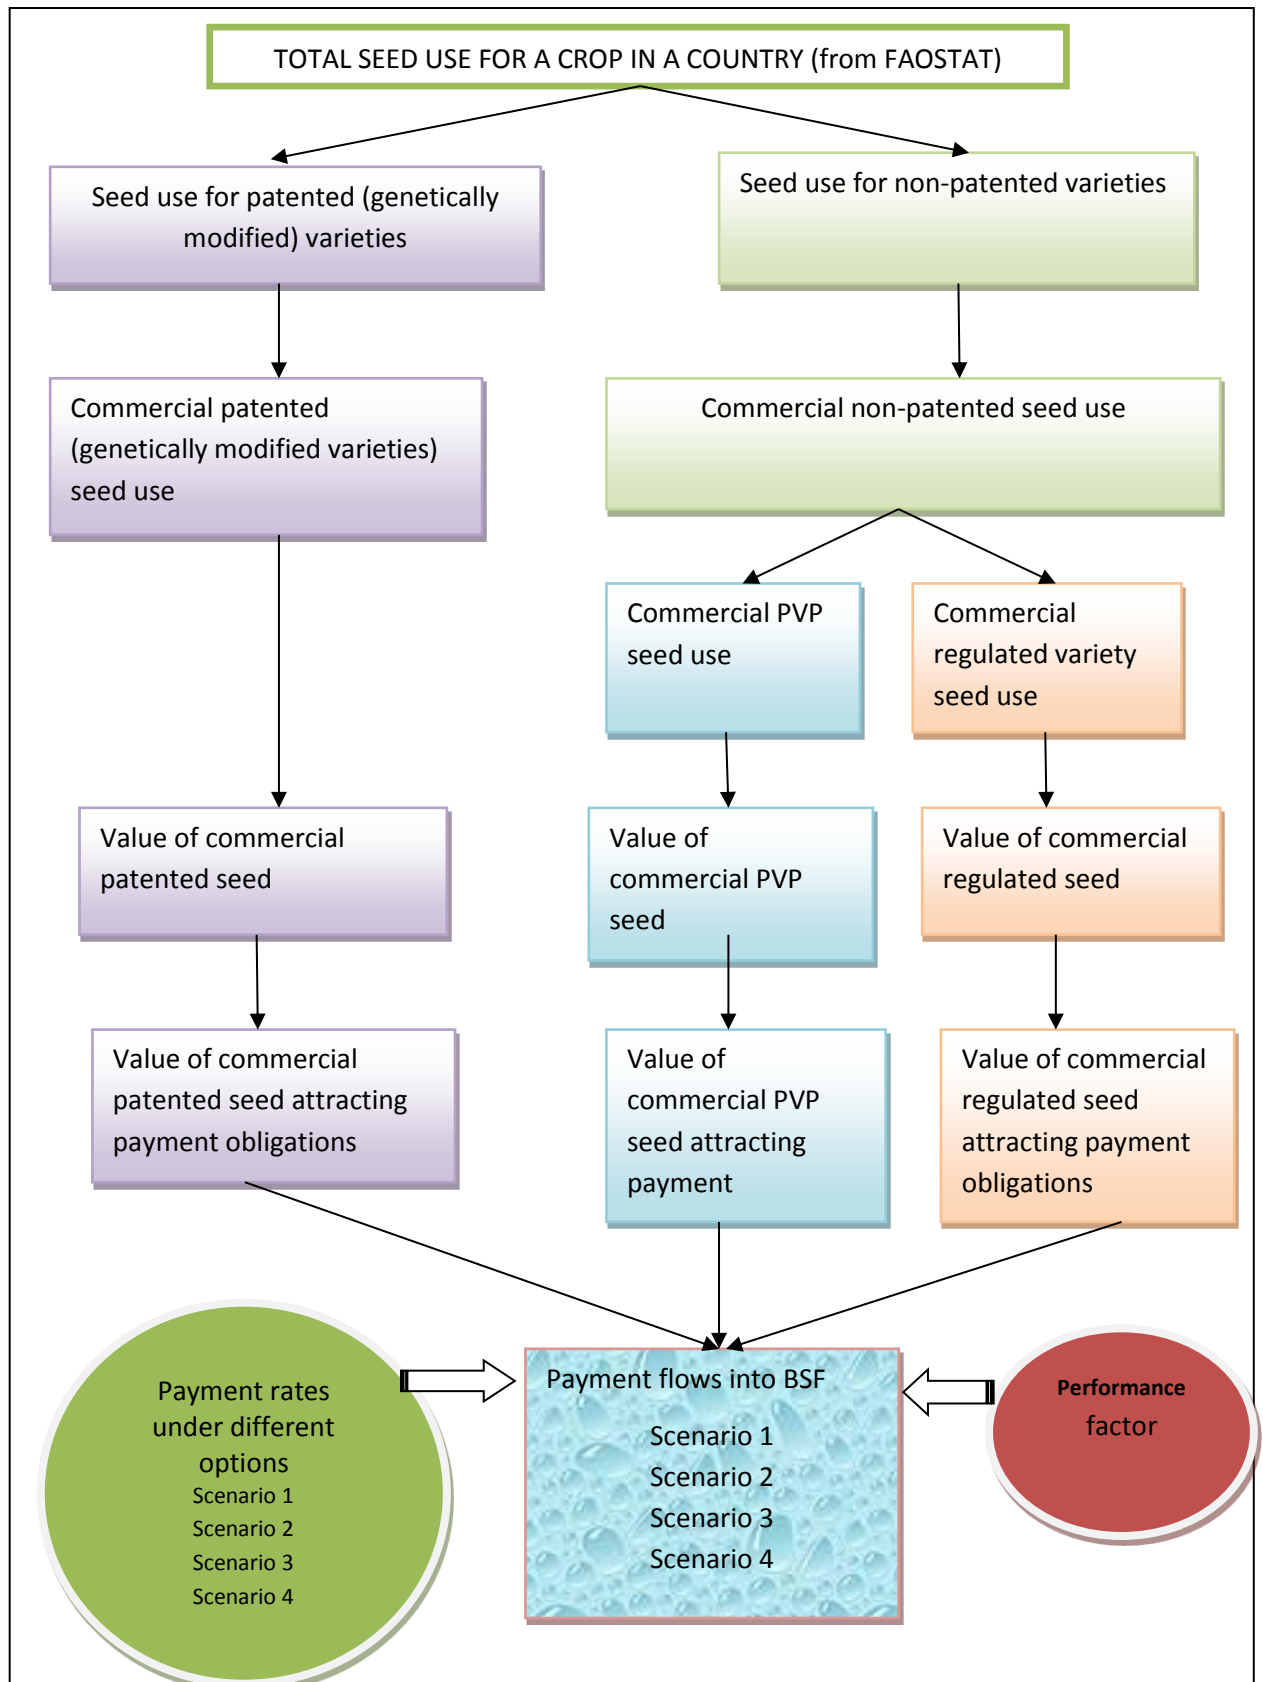 TOTAL SEED USE FOR A CROP IN A COUNTRY (from FAOSTAT)
Seed use for patented (genetically
modified) varieties
Seed use for non-patented varieties
Commercial patented
(genetically modified varieties)
seed use
Commercial non-patented seed use
Commercial PVP
seed use
Commercial
regulated variety
seed use
Value of commercial
patented seed
Value of
commercial PVP
seed
Value of commercial
regulated seed
Value of commercial
patented seed attracting
payment obligations
Value of
commercial PVP
seed attracting
payment
Value of commercial
regulated seed
attracting payment
obligations
Payment rates
under different
options
Scenario 1
Scenario 2
Scenario 3
Scenario 4
Payment flows into BSF
Scenario 1
Scenario 2
Scenario 3
Scenario 4
Performance
factor